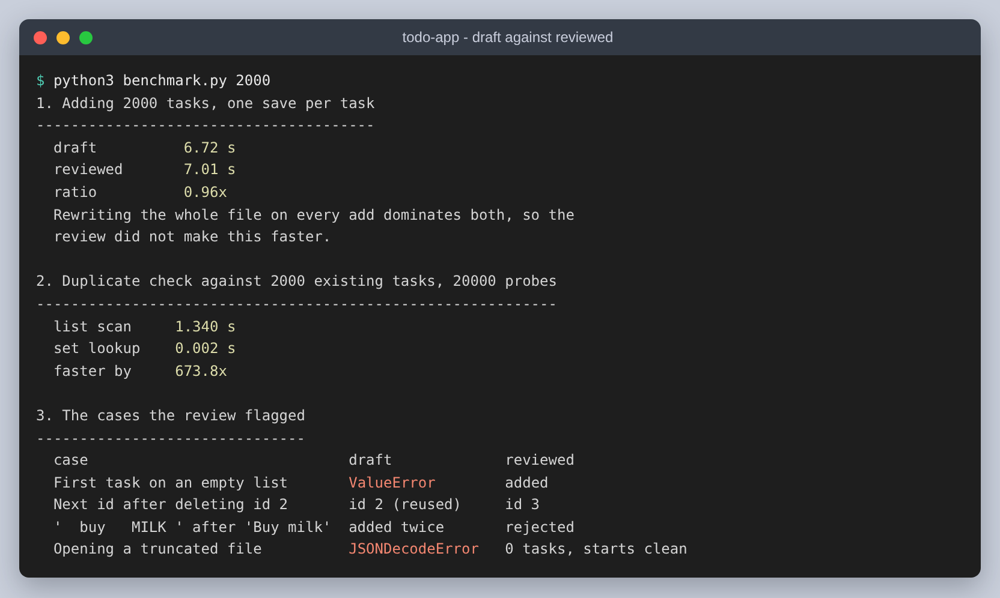 todo-app - draft against reviewed
$ python3 benchmark.py 2000
1. Adding 2000 tasks, one save per task
---------------------------------------
  draft          6.72 s
  reviewed       7.01 s
  ratio          0.96x
  Rewriting the whole file on every add dominates both, so the
  review did not make this faster.

2. Duplicate check against 2000 existing tasks, 20000 probes
------------------------------------------------------------
  list scan     1.340 s
  set lookup    0.002 s
  faster by     673.8x

3. The cases the review flagged
-------------------------------
  case                              draft             reviewed
  First task on an empty list       ValueError        added
  Next id after deleting id 2       id 2 (reused)     id 3
  '  buy   MILK ' after 'Buy milk'  added twice       rejected
  Opening a truncated file          JSONDecodeError   0 tasks, starts clean